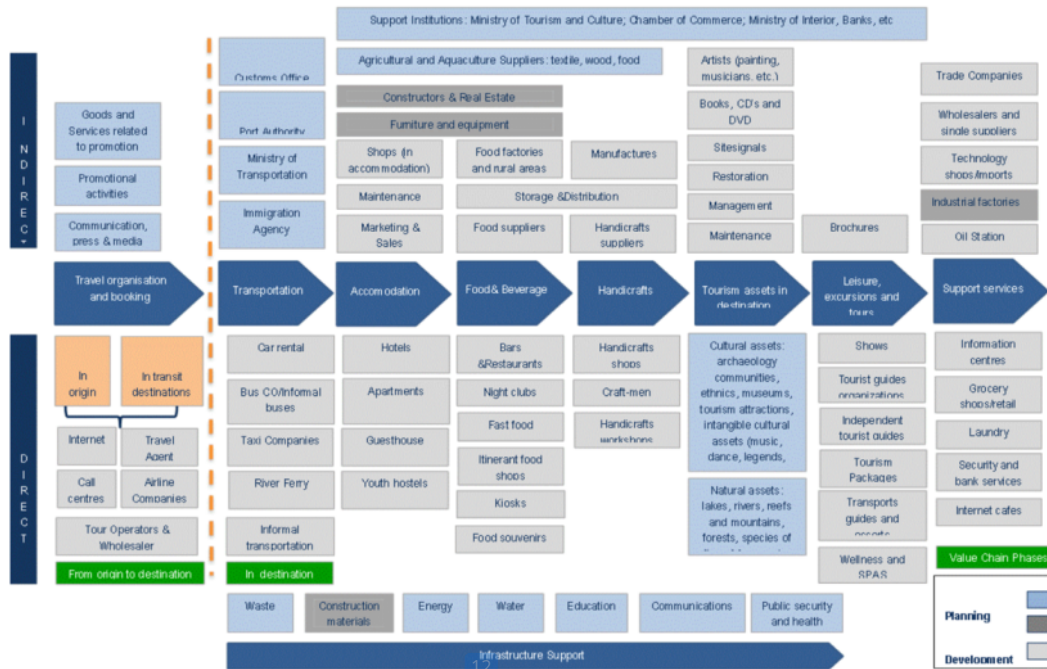 Support Institutions: Ministry of Tourism and Culture; Chamber of Commerce; Ministry of Interior, Banks, etc
I NDIREC
Goods and
Services related
to promotion
Promotional
activities
Communication,
press & media
Customs Office
Port Authority
Ministry of
Transportation
Immigration
Agency
Agricultural and Aquaculture Suppliers: textile, wood, food
Constructors & Real Estate
Furniture and equipment
Shops (in
accommodation)
Food factories
and rural areas
Manufactures
Maintenance
Storage &Distribution
Marketing &
Sales
Food suppliers
Handicrafts
suppliers
Artists (painting,
musicians, etc.)
Books, CD's and
DVD
Sitesignals
Restoration
Management
Maintenance
Brochures
Trade Companies
Wholesalers and
single suppliers
Technology
shops/imports
Industrial factories
Oil Station
Travel organisation
and booking
Transportation
Accomodation
Food& Beverage
Handicrafts
Tourism assets in
destination
Leisure,
excursions and
tours
Support services
DIRECT
In
origin
In transit
destinations
Internet
Travel
Agent
Call
centres
Airline
Companies
Tour Operators &
Wholesaler
From origin to destination
Car rental
Bus CO/Informal
buses
Taxi Companies
River Ferry
Informal
transportation
In destination
Hotels
Apartments
Guesthouse
Youth hostels
Bars
&Restaurants
Night clubs
Fast food
Itinerant food
shops
Kiosks
Food souvenirs
Handicrafts
shops
Craft-men
Handicrafts
workshops
Cultural assets:
archaeology
communities,
ethnics, museums,
tourism attractions,
intangible cultural
assets (music,
dance, legends,
Natural assets:
lakes, rivers, reefs
and mountains,
forests, species of
Shows
Tourist guides
organizations
Independent
tourist guides
Tourism
Packages
Transports
guides and
Wellness and
SPAS
Information
centres
Grocery
shops/retail
Laundry
Security and
bank services
Internet cafes
Value Chain Phases
Planning
Development
Waste
Construction
materials
Energy
Water
Education
Communications
Public security
and health
Infrastructure Support
12